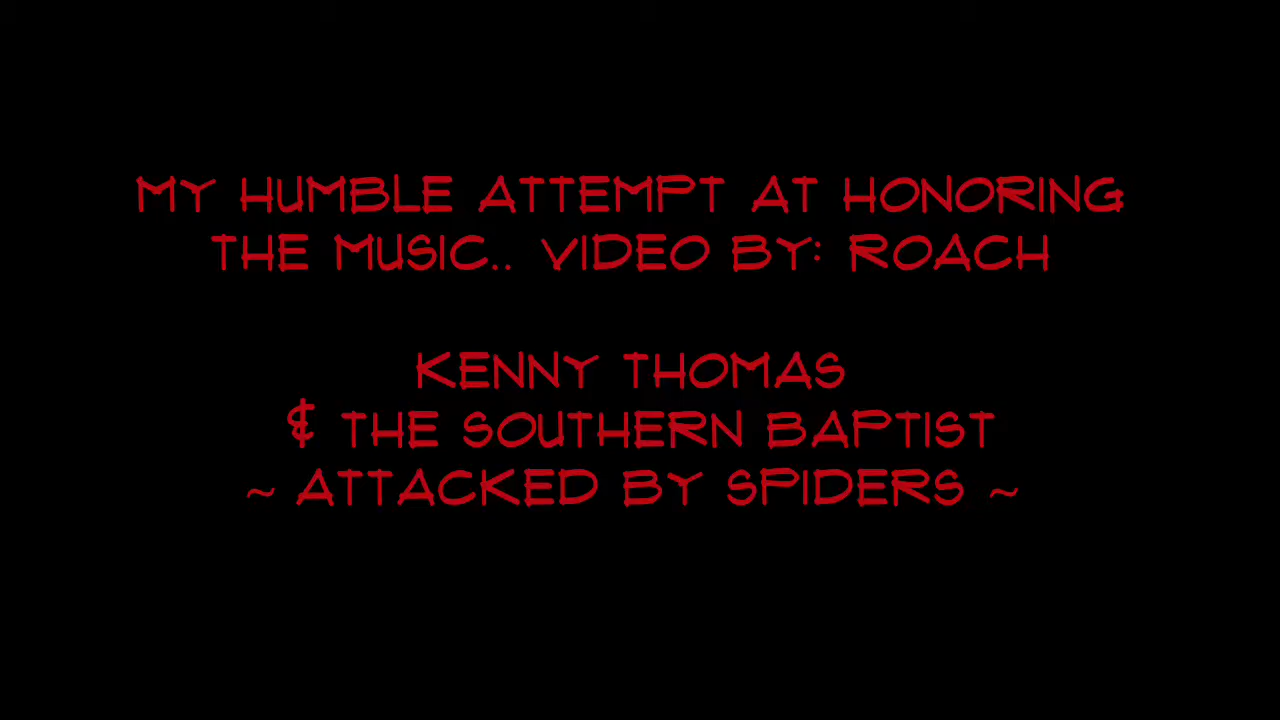 MY HUMBLE ATTEMPT AT HONORING
THE MUSIC.. VIDEO BY: ROACH
KENNY THOMAS
& THE SOUTHERN BAPTIST
~ ATTACKED BY SPIDERS ~